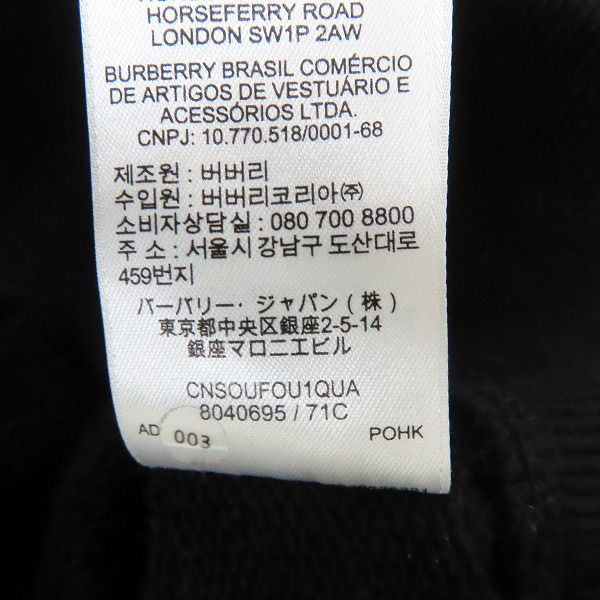 HORSEFERRY ROAD
LONDON SW1P 2AW
BURBERRY BRASIL COMÉRCIO
DE ARTIGOS DE VESTUÁRIO E
ACESSÓRIOS LTDA.
CNPJ: 10.770.518/0001-68
제조원 : 버버리
수입원 : 버버리코리아㈜
소비자상담실 : 080 700 8800
주 소 : 서울시 강남구 도산대로
459번지
バーバリー・ジャパン ( 株 )
東京都中央区銀座2-5-14
銀座マロニエビル
CNSOUFOU1QUA
8040695 / 71C
AD 003 POHK